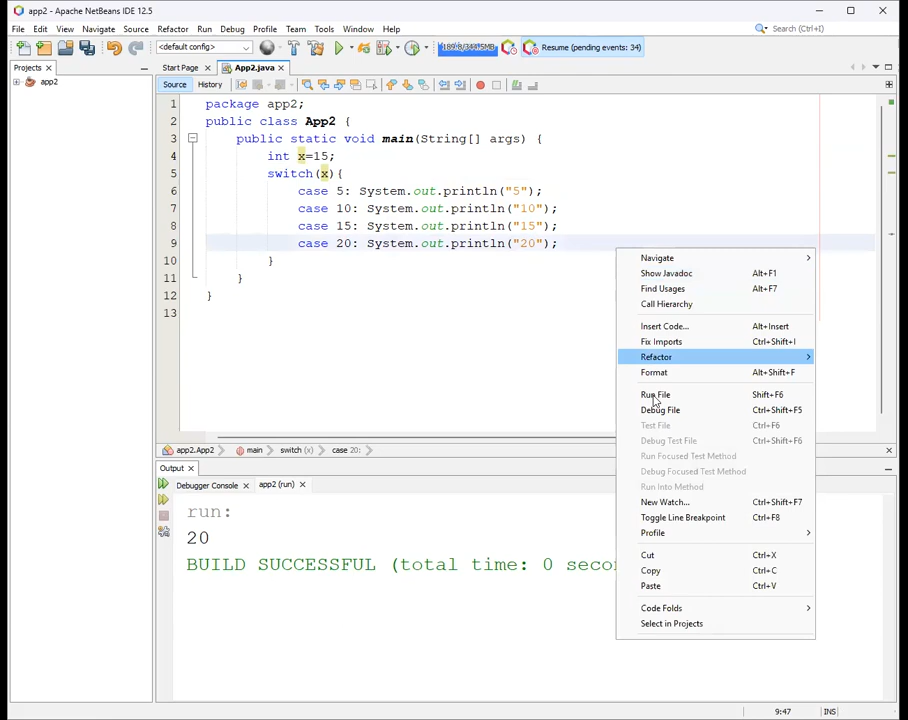 app2 - Apache NetBeans IDE 12.5
File Edit View Navigate Source Refactor Run Debug Profile Team Tools Window Help
<default config> 189.8/344.5MB Resume (pending events: 34) Search (Ctrl+I)
Projects Start Page App2.java
app2 Source History
1 package app2;
2 public class App2 {
3 public static void main(String[] args) {
4 int x=15;
5 switch(x){
6 case 5: System.out.println("5");
7 case 10: System.out.println("10");
8 case 15: System.out.println("15");
9 case 20: System.out.println("20");
10 }
11 }
12 }
13
Navigate
Show Javadoc Alt+F1
Find Usages Alt+F7
Call Hierarchy
Insert Code... Alt+Insert
Fix Imports Ctrl+Shift+I
Refactor
Format Alt+Shift+F
Run File Shift+F6
Debug File Ctrl+Shift+F5
Test File Ctrl+F6
Debug Test File Ctrl+Shift+F6
Run Focused Test Method
Debug Focused Test Method
Run Into Method
New Watch... Ctrl+Shift+F7
Toggle Line Breakpoint Ctrl+F8
Profile
Cut Ctrl+X
Copy Ctrl+C
Paste Ctrl+V
Code Folds
Select in Projects
app2.App2 main switch (x) case 20:
Output
Debugger Console app2 (run)
run:
20
BUILD SUCCESSFUL (total time: 0 seco
9:47 INS